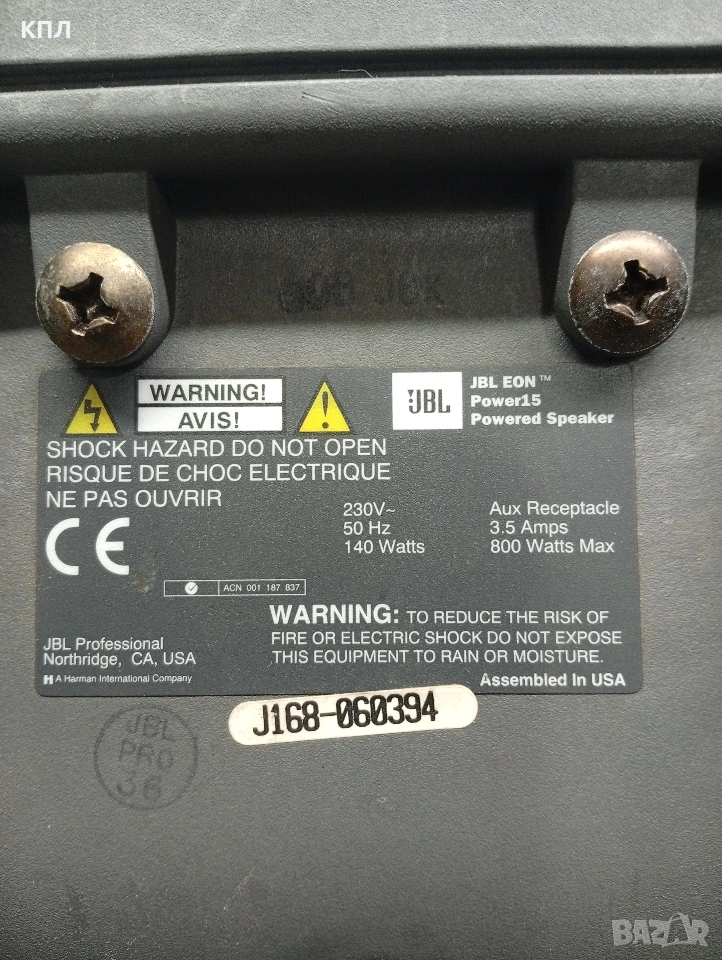 КПЛ
WARNING!
AVIS!
JBL
JBL EON™
Power15
Powered Speaker
SHOCK HAZARD DO NOT OPEN
RISQUE DE CHOC ELECTRIQUE
NE PAS OUVRIR
230V~
50 Hz
140 Watts
Aux Receptacle
3.5 Amps
800 Watts Max
CE
ACN 001 187 837
WARNING: TO REDUCE THE RISK OF
FIRE OR ELECTRIC SHOCK DO NOT EXPOSE
THIS EQUIPMENT TO RAIN OR MOISTURE.
JBL Professional
Northridge, CA, USA
H A Harman International Company
Assembled In USA
J168-060394
JBL
PRO
36
BAZAR